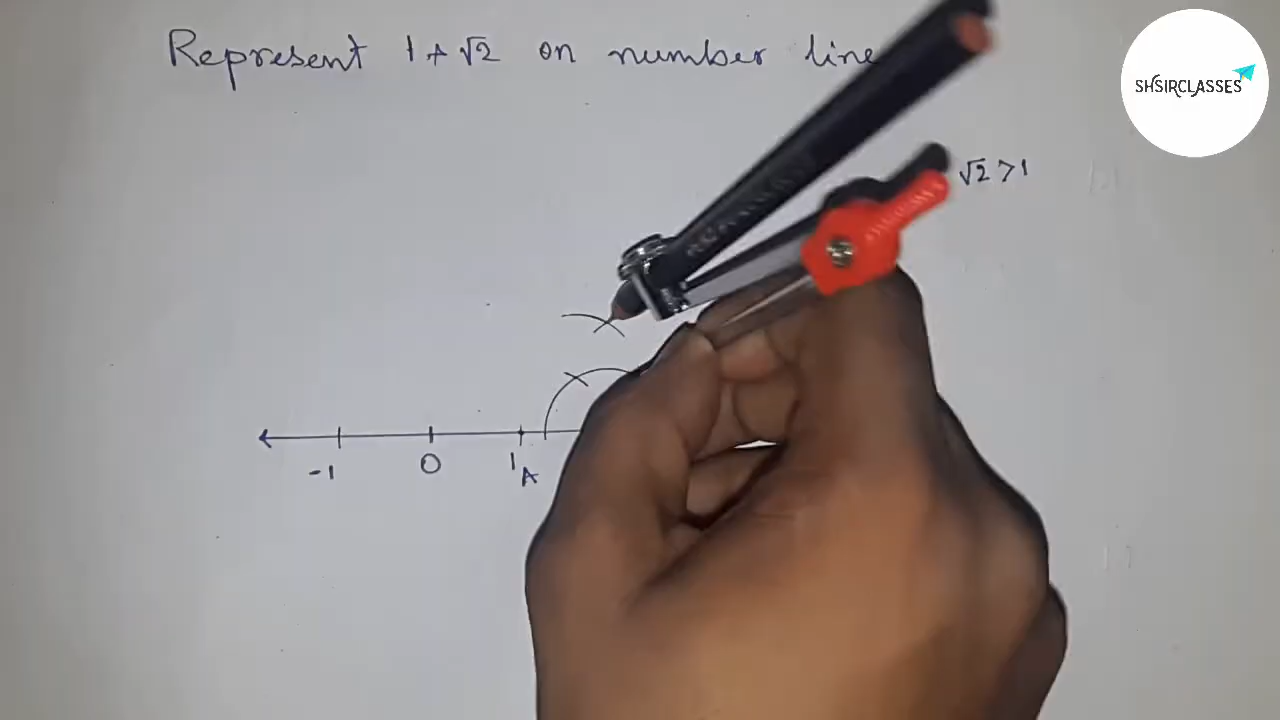 Represent 1+√2 on number line
SHSIRCLASSES
√2 >1
-1 0 1
A